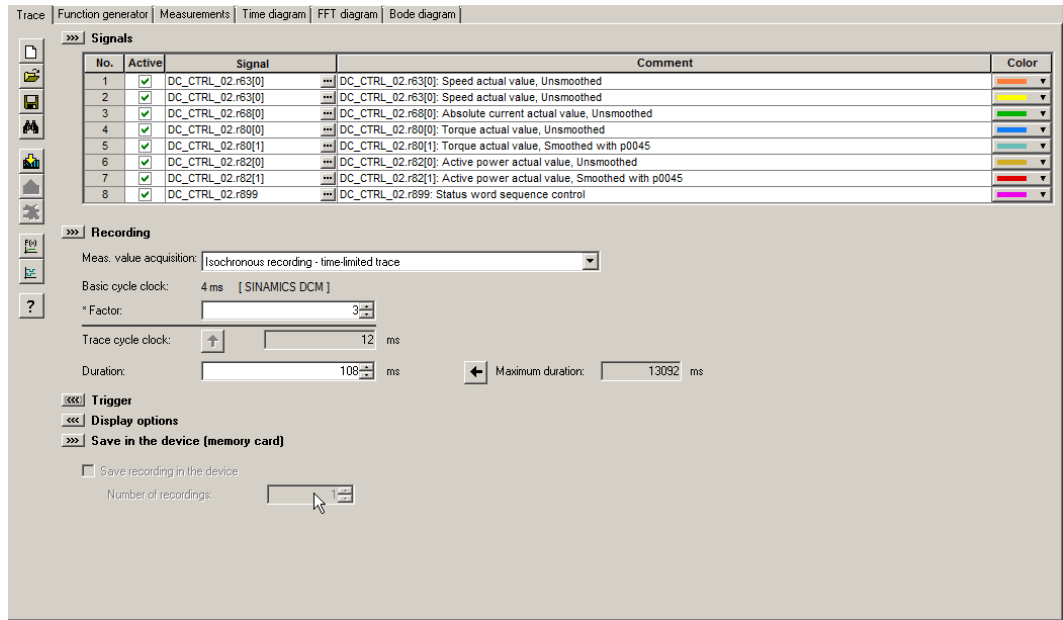 Trace Function generator Measurements Time diagram FFT diagram Bode diagram
>>> Signals
No. Active Signal Comment Color
1 DC_CTRL_02.r63[0] ... DC_CTRL_02.r63[0]: Speed actual value, Unsmoothed
2 DC_CTRL_02.r63[0] ... DC_CTRL_02.r63[0]: Speed actual value, Unsmoothed
3 DC_CTRL_02.r68[0] ... DC_CTRL_02.r68[0]: Absolute current actual value, Unsmoothed
4 DC_CTRL_02.r80[0] ... DC_CTRL_02.r80[0]: Torque actual value, Unsmoothed
5 DC_CTRL_02.r80[1] ... DC_CTRL_02.r80[1]: Torque actual value, Smoothed with p0045
6 DC_CTRL_02.r82[0] ... DC_CTRL_02.r82[0]: Active power actual value, Unsmoothed
7 DC_CTRL_02.r82[1] ... DC_CTRL_02.r82[1]: Active power actual value, Smoothed with p0045
8 DC_CTRL_02.r899 ... DC_CTRL_02.r899: Status word sequence control
>>> Recording
Meas. value acquisition: Isochronous recording - time-limited trace
Basic cycle clock: 4 ms [ SINAMICS DCM ]
* Factor: 3
Trace cycle clock: 12 ms
Duration: 108 ms Maximum duration: 13092 ms
<<< Trigger
<<< Display options
>>> Save in the device (memory card)
Save recording in the device
Number of recordings: 1
F(x)
?